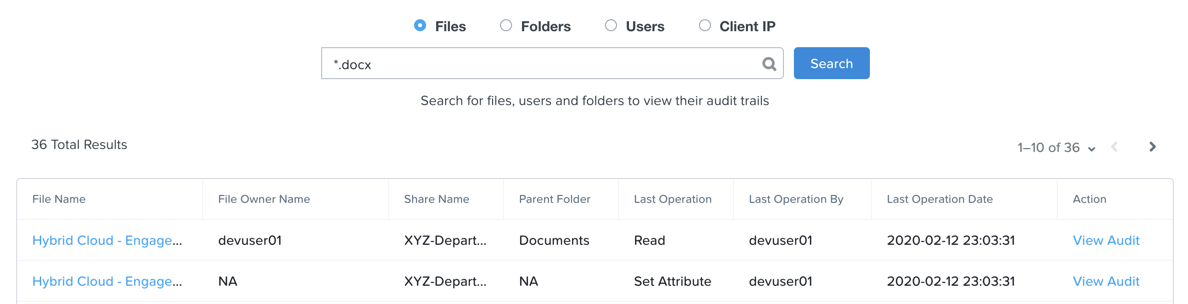 Files Folders Users Client IP
*.docx Search
Search for files, users and folders to view their audit trails
36 Total Results 1–10 of 36
File Name File Owner Name Share Name Parent Folder Last Operation Last Operation By Last Operation Date Action
Hybrid Cloud - Engage... devuser01 XYZ-Depart... Documents Read devuser01 2020-02-12 23:03:31 View Audit
Hybrid Cloud - Engage... NA XYZ-Depart... NA Set Attribute devuser01 2020-02-12 23:03:31 View Audit